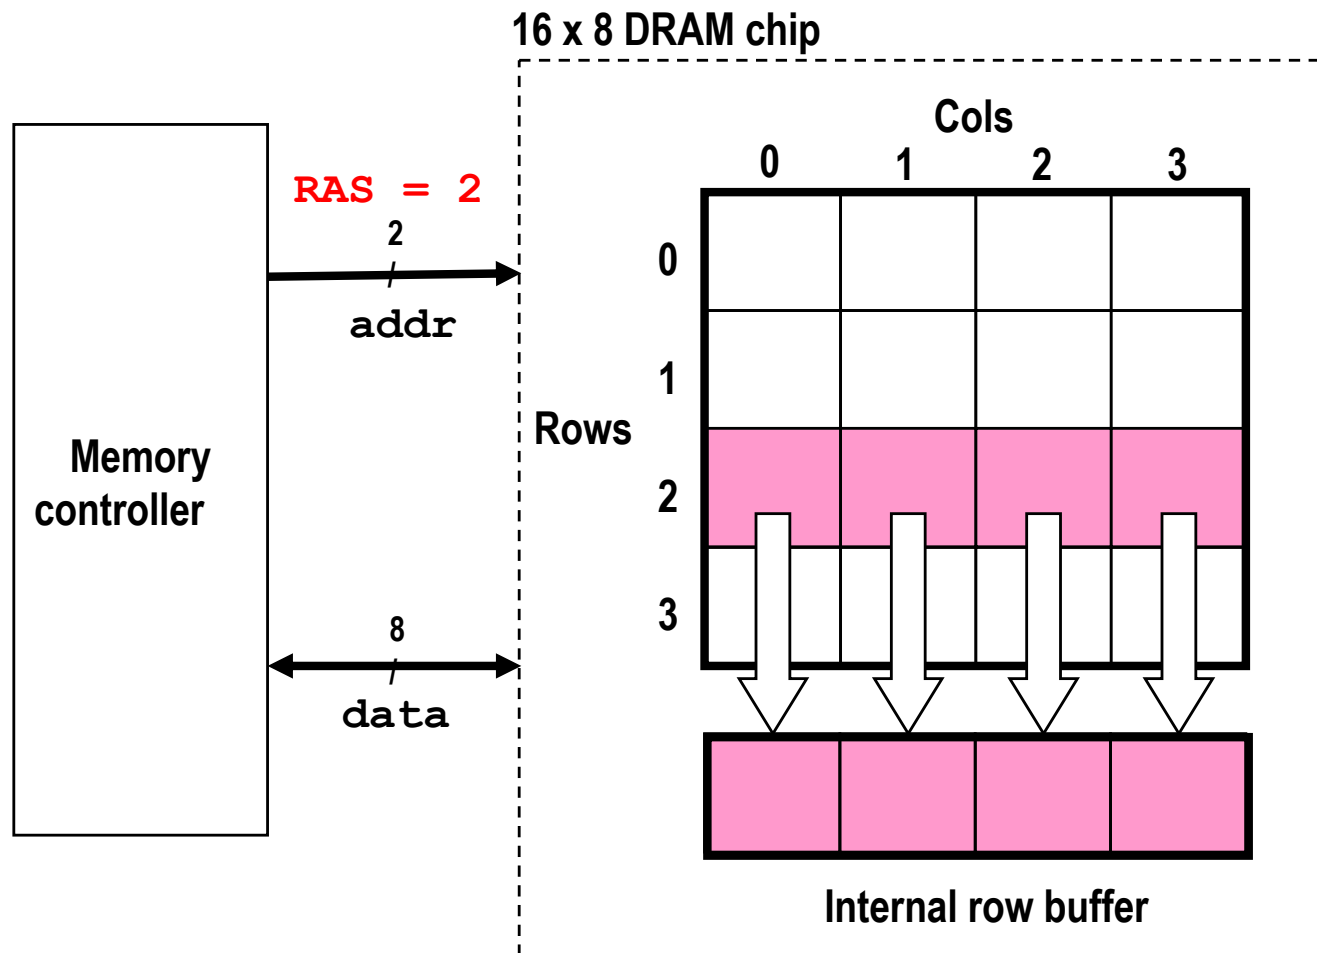 16 x 8 DRAM chip
Cols
0 1 2 3
RAS = 2
2
addr
0
1
Rows
2
3
Memory
controller
8
data
Internal row buffer